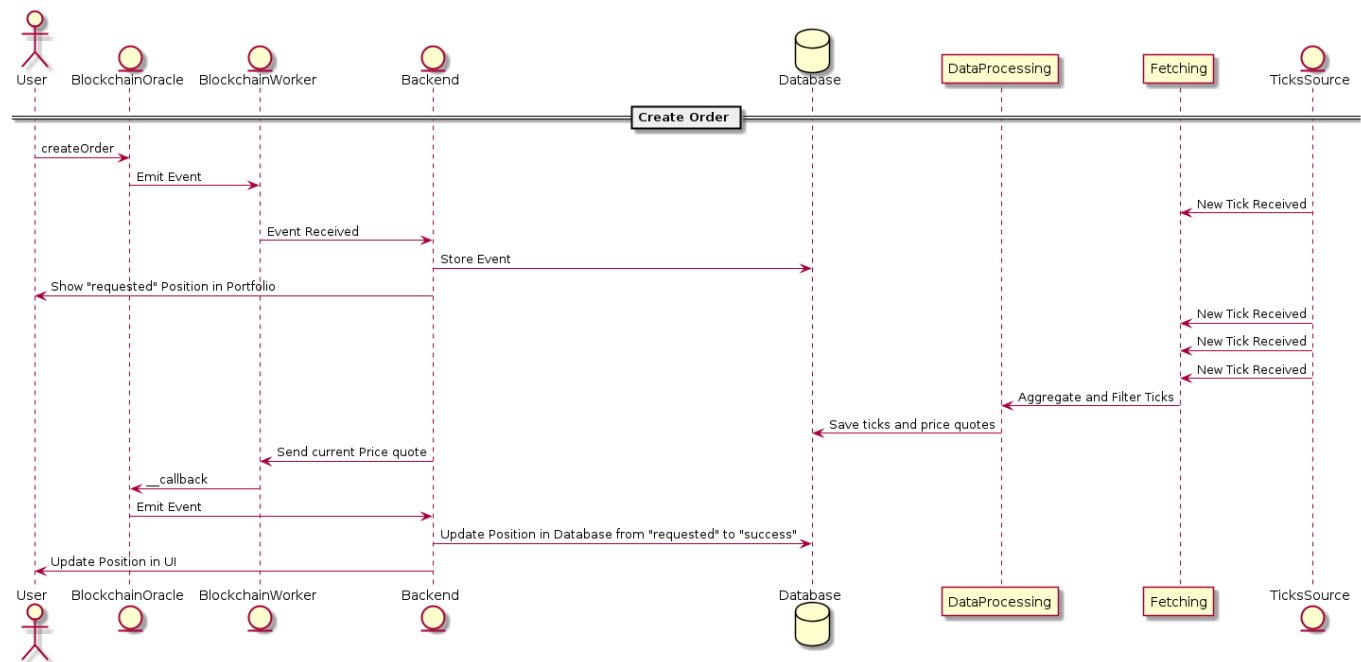 User BlockchainOracle BlockchainWorker Backend Database DataProcessing Fetching TicksSource
Create Order
createOrder
Emit Event
New Tick Received
Event Received
Store Event
Show "requested" Position in Portfolio
New Tick Received
New Tick Received
New Tick Received
Aggregate and Filter Ticks
Save ticks and price quotes
Send current Price quote
__callback
Emit Event
Update Position in Database from "requested" to "success"
Update Position in UI
User BlockchainOracle BlockchainWorker Backend Database DataProcessing Fetching TicksSource